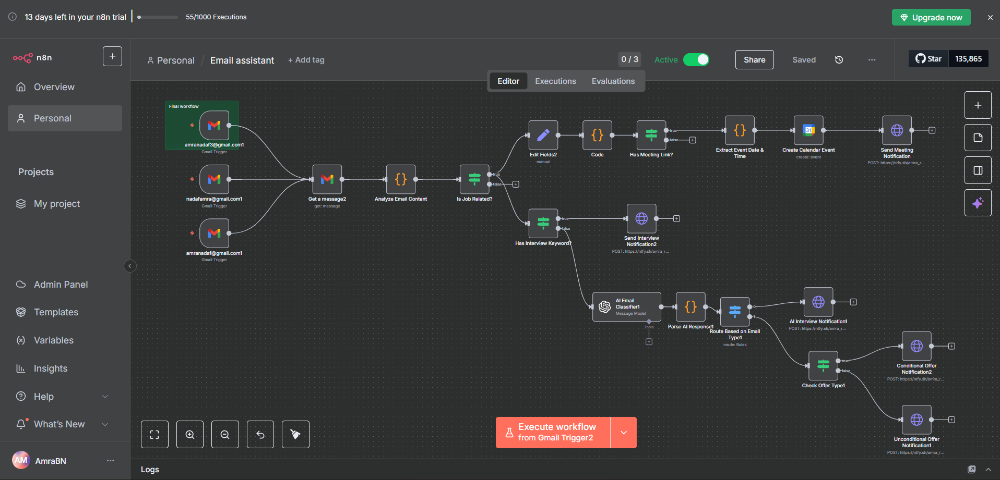 13 days left in your n8n trial
55/1000 Executions
Upgrade now
n8n
Personal / Email assistant
+ Add tag
0 / 3
Active
Share
Saved
Star
135,865
Editor
Executions
Evaluations
Overview
Personal
Projects
My project
Admin Panel
Templates
Variables
Insights
Help
What's New
AM
AmraBN
Final workflow
amranadaf3@gmail.com1
Gmail Trigger
nadafamra@gmail.com1
Gmail Trigger
amranadaf@gmail.com1
Gmail Trigger
Get a message2
get: message
Analyze Email Content
Is Job Related?
true
false
Edit Fields2
manual
Code
Has Meeting Link?
true
false
Extract Event Date &
Time
31
Create Calendar Event
create: event
Send Meeting
Notification
POST: https://ntfy.sh/amra_r...
Has Interview Keyword?
true
false
Send Interview
Notification2
POST: https://ntfy.sh/amra_r...
AI Email
Classifier1
Message Model
Tools
Parse AI Response1
Route Based on Email
Type1
mode: Rules
0
1
AI Interview Notification1
POST: https://ntfy.sh/amra_r...
Check Offer Type1
true
false
Conditional Offer
Notification2
POST: https://ntfy.sh/amra_r...
Unconditional Offer
Notification1
POST: https://ntfy.sh/amra_r...
Execute workflow
from Gmail Trigger2
Logs